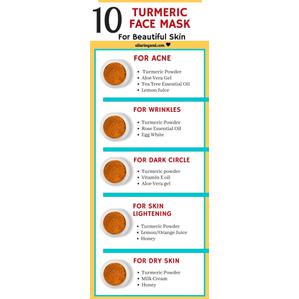 10 TURMERIC
FACE MASK
For Beautiful Skin
FOR ACNE
Turmeric Powder
Aloe Vera Gel
Tea Tree Essential Oil
Lemon Juice
FOR WRINKLES
Turmeric Powder
Rose Essential Oil
Egg White
FOR DARK CIRCLE
Turmeric powder
Vitamin E oil
Aloe Vera gel
FOR SKIN
LIGHTENING
Turmeric Powder
Lemon/Orange Juice
Honey
FOR DRY SKIN
Turmeric Powder
Milk Cream
Honey